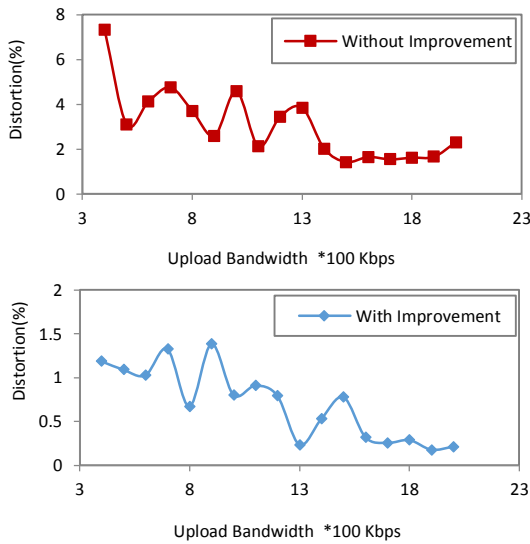 8
Without Improvement
6
4
2
0
Distortion(%)
3 8 13 18 23
Upload Bandwidth *100 Kbps
2
With Improvement
1.5
1
0.5
0
Distortion(%)
3 8 13 18 23
Upload Bandwidth *100 Kbps